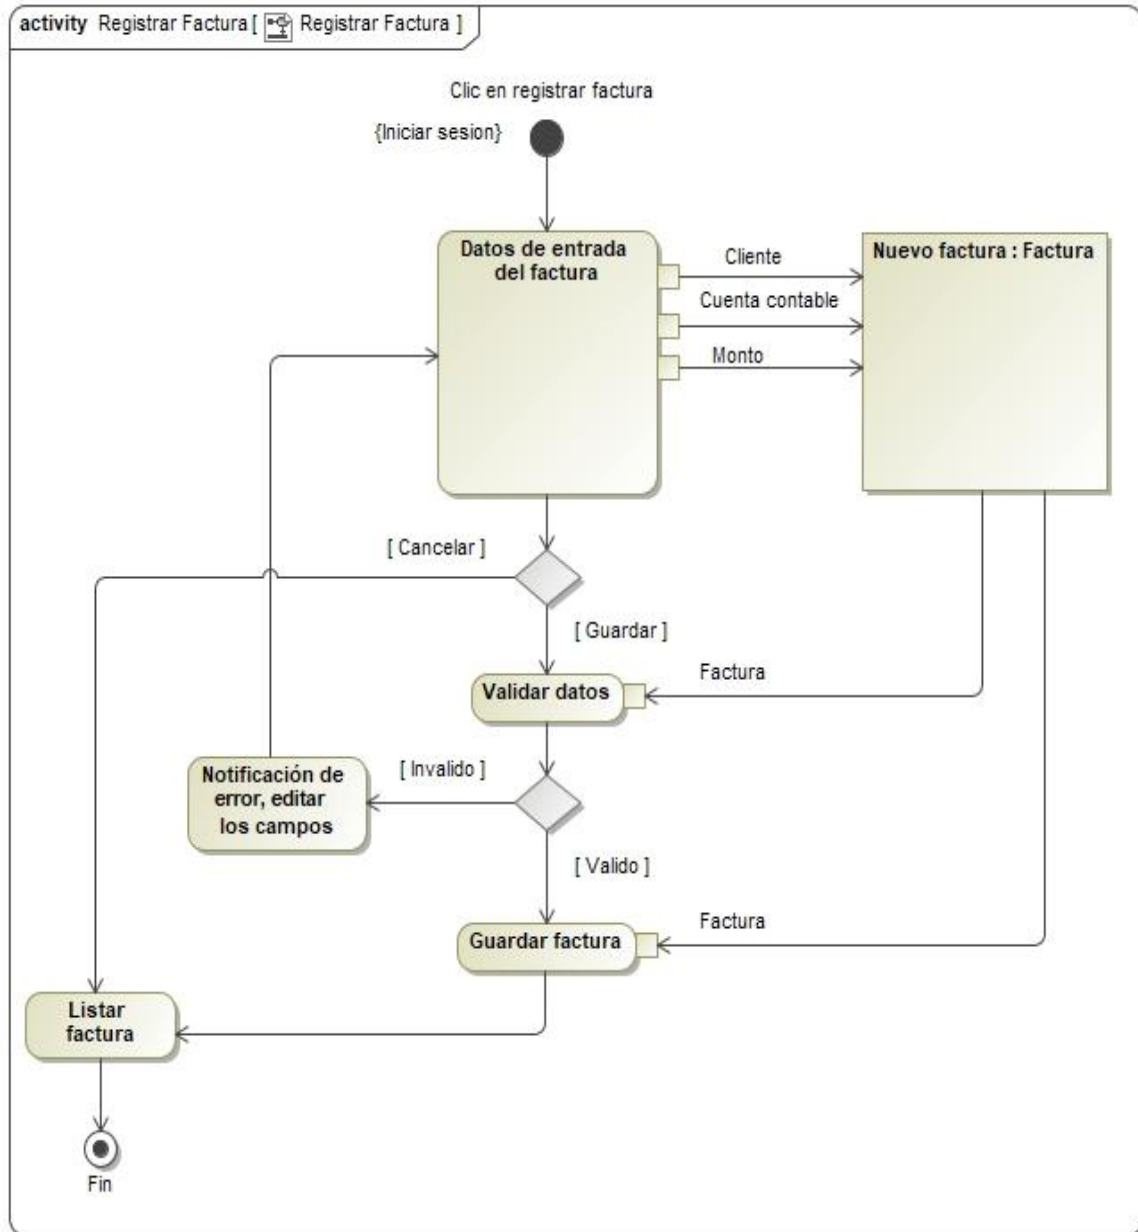 activity Registrar Factura [ Registrar Factura ]
Clic en registrar factura
{Iniciar sesion}
Datos de entrada
del factura
Cliente
Cuenta contable
Monto
Nuevo factura : Factura
[ Cancelar ]
[ Guardar ]
Validar datos
Factura
Notificación de
error, editar
los campos
[ Invalido ]
[ Valido ]
Guardar factura
Factura
Listar
factura
Fin